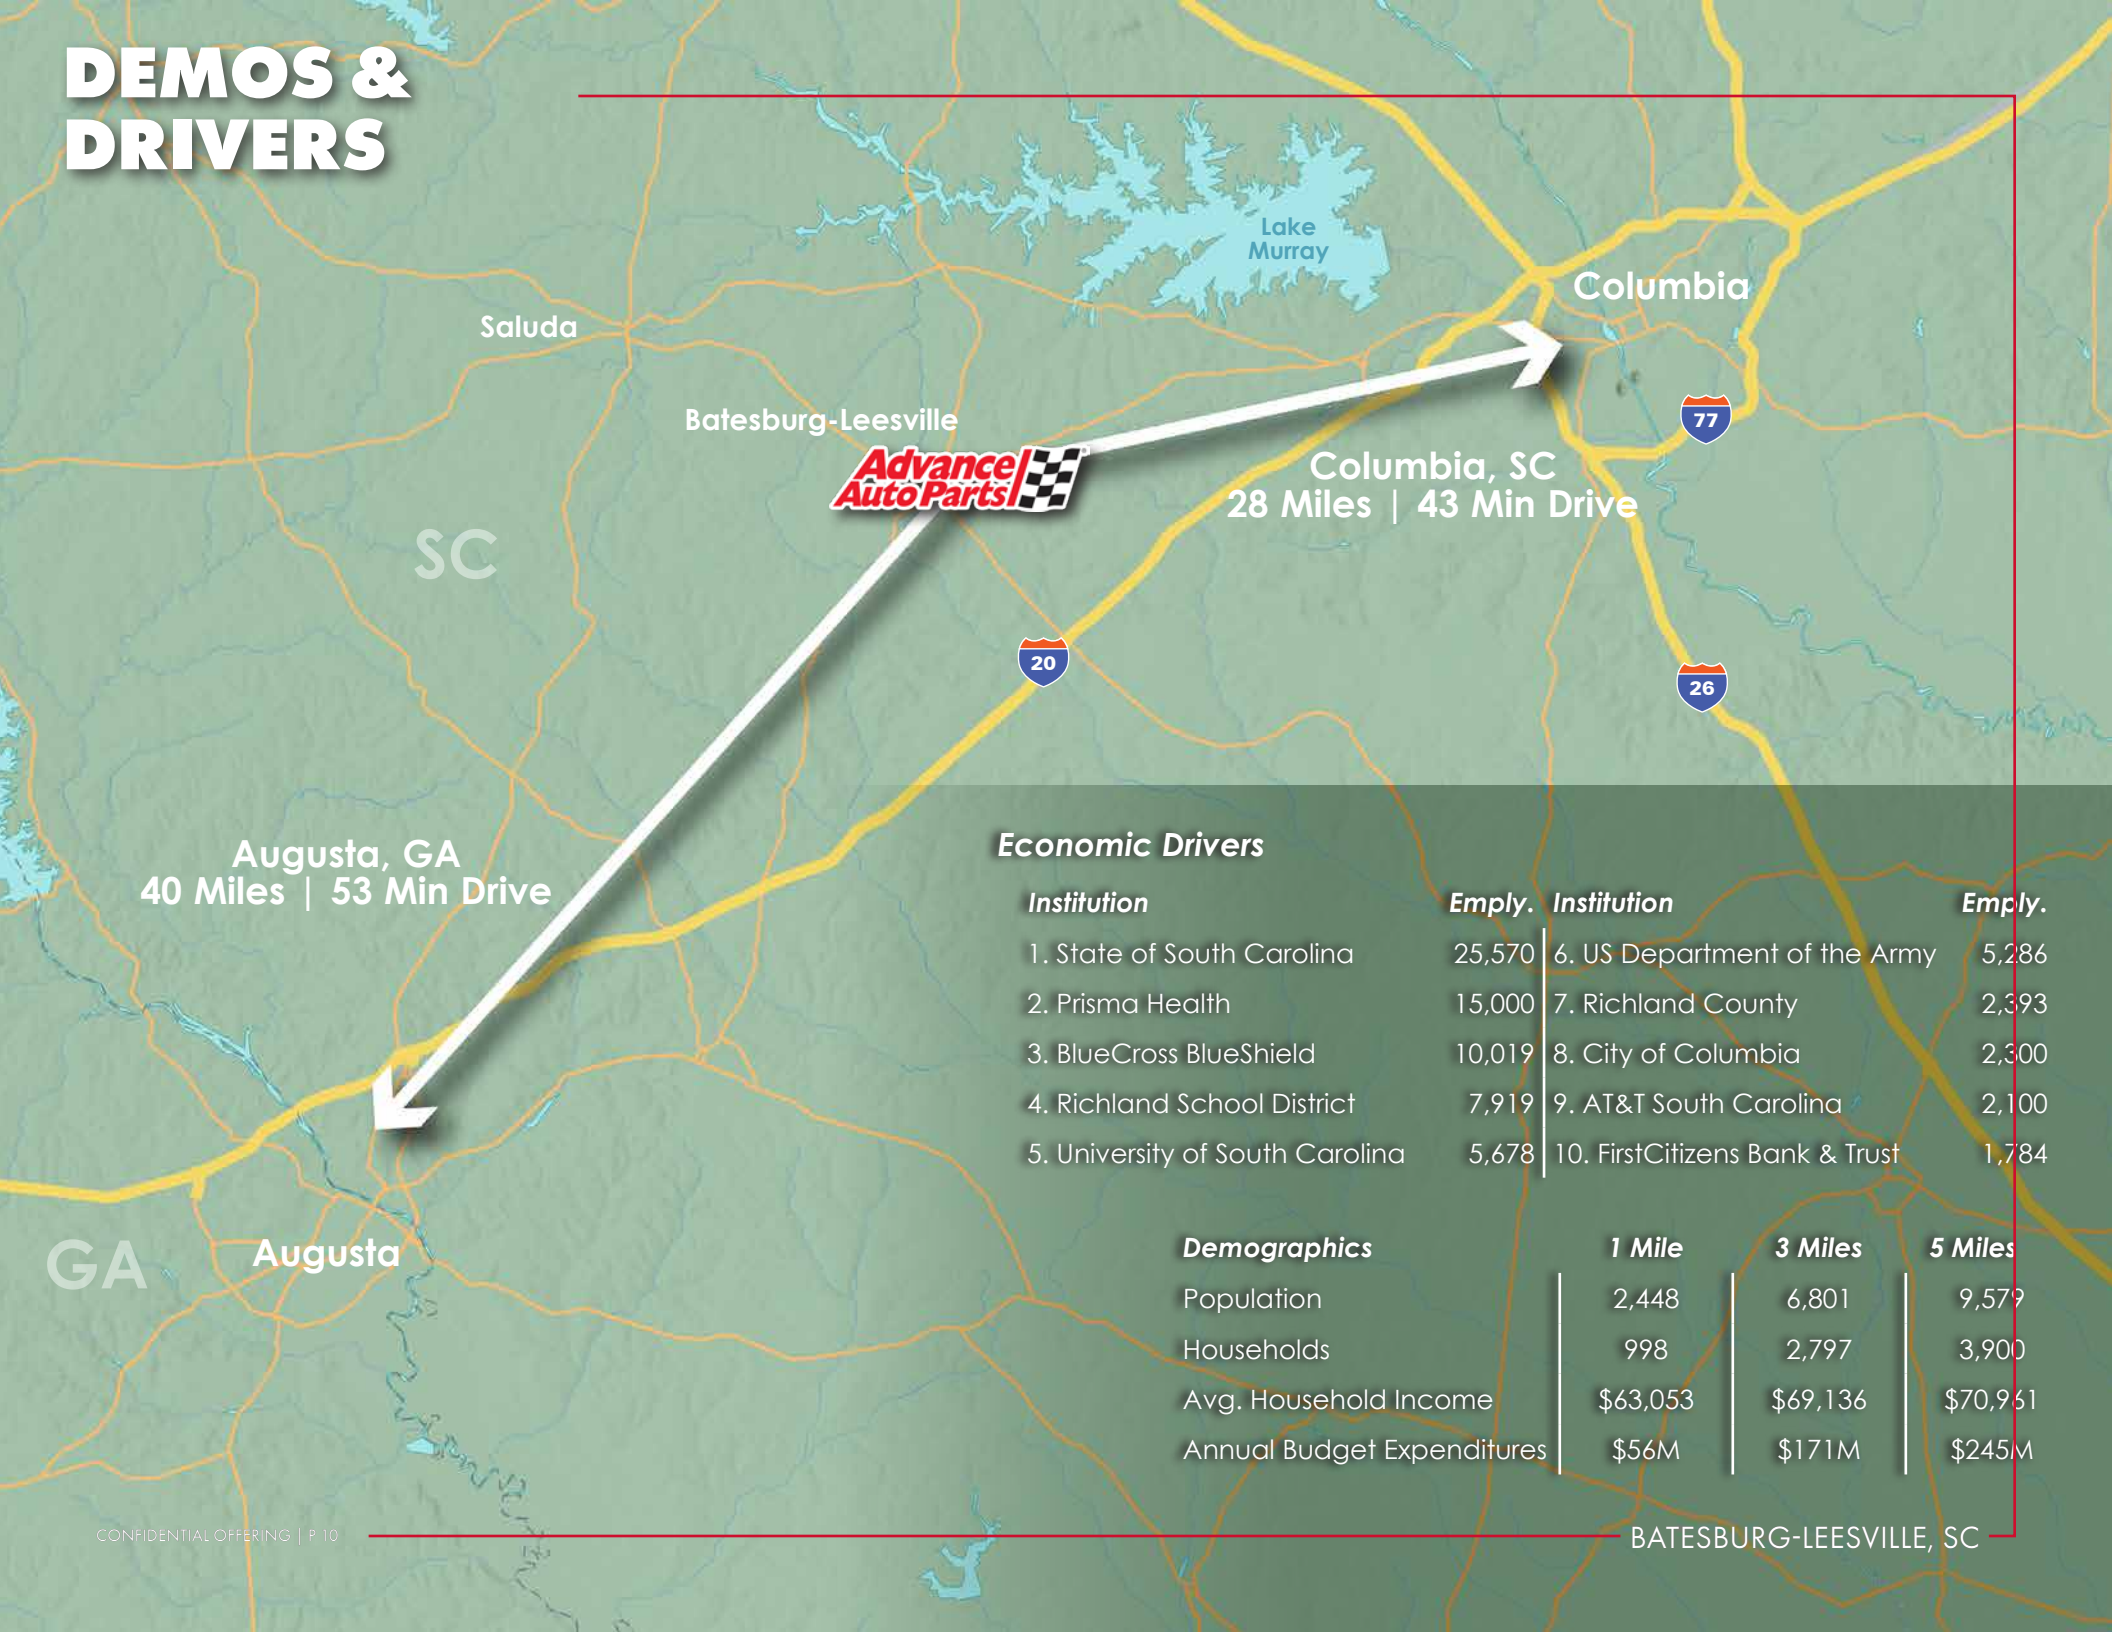 DEMOS &
DRIVERS
Lake
Murray
Columbia
Saluda
Batesburg-Leesville
Advance
Auto Parts
77
Columbia, SC
28 Miles | 43 Min Drive
SC
20
26
Augusta, GA
40 Miles | 53 Min Drive
GA
Augusta
Economic Drivers
Institution Emply. Institution Emply.
1. State of South Carolina 25,570 6. US Department of the Army 5,286
2. Prisma Health 15,000 7. Richland County 2,393
3. BlueCross BlueShield 10,019 8. City of Columbia 2,300
4. Richland School District 7,919 9. AT&T South Carolina 2,100
5. University of South Carolina 5,678 10. FirstCitizens Bank & Trust 1,784
Demographics 1 Mile 3 Miles 5 Miles
Population 2,448 6,801 9,579
Households 998 2,797 3,900
Avg. Household Income $63,053 $69,136 $70,961
Annual Budget Expenditures $56M $171M $245M
CONFIDENTIAL OFFERING | P 10
BATESBURG-LEESVILLE, SC